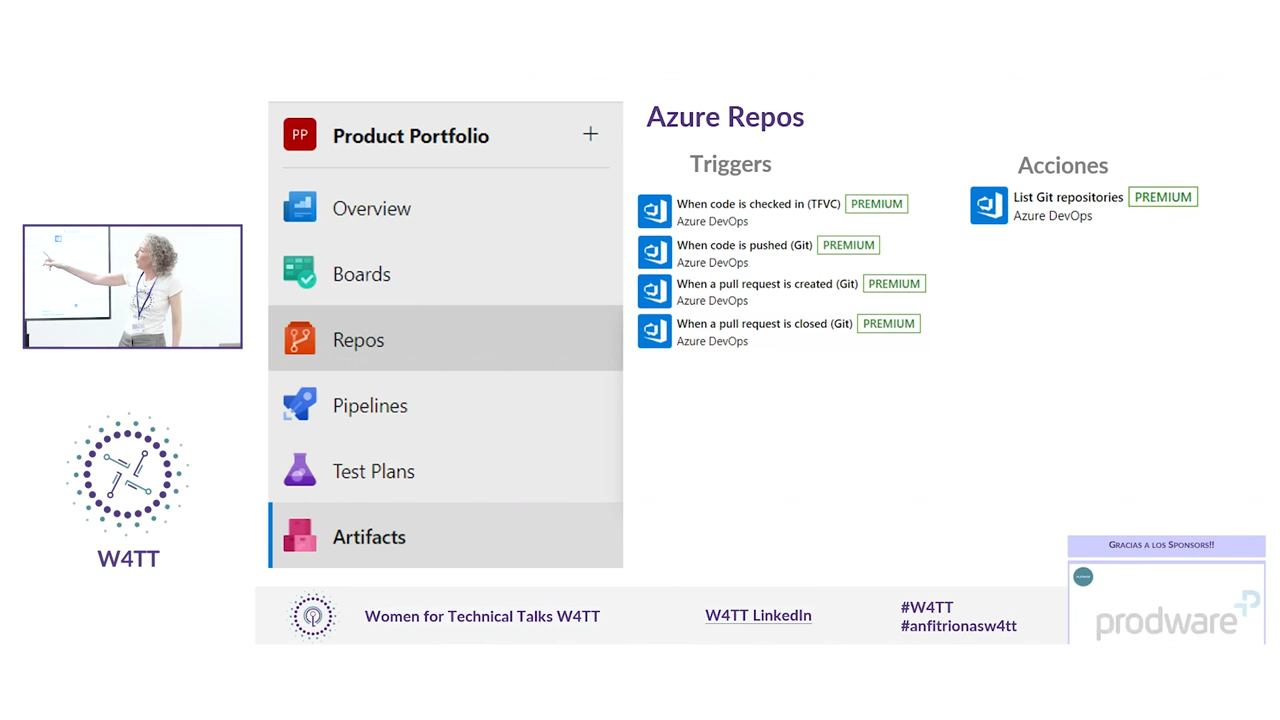 PP Product Portfolio +
Overview
Boards
Repos
Pipelines
Test Plans
Artifacts
W4TT
Azure Repos
Triggers
When code is checked in (TFVC) PREMIUM
Azure DevOps
When code is pushed (Git) PREMIUM
Azure DevOps
When a pull request is created (Git) PREMIUM
Azure DevOps
When a pull request is closed (Git) PREMIUM
Azure DevOps
Acciones
List Git repositories PREMIUM
Azure DevOps
Women for Technical Talks W4TT
W4TT LinkedIn
#W4TT
#anfitrionasw4tt
Gracias a los Sponsors!!
prodware